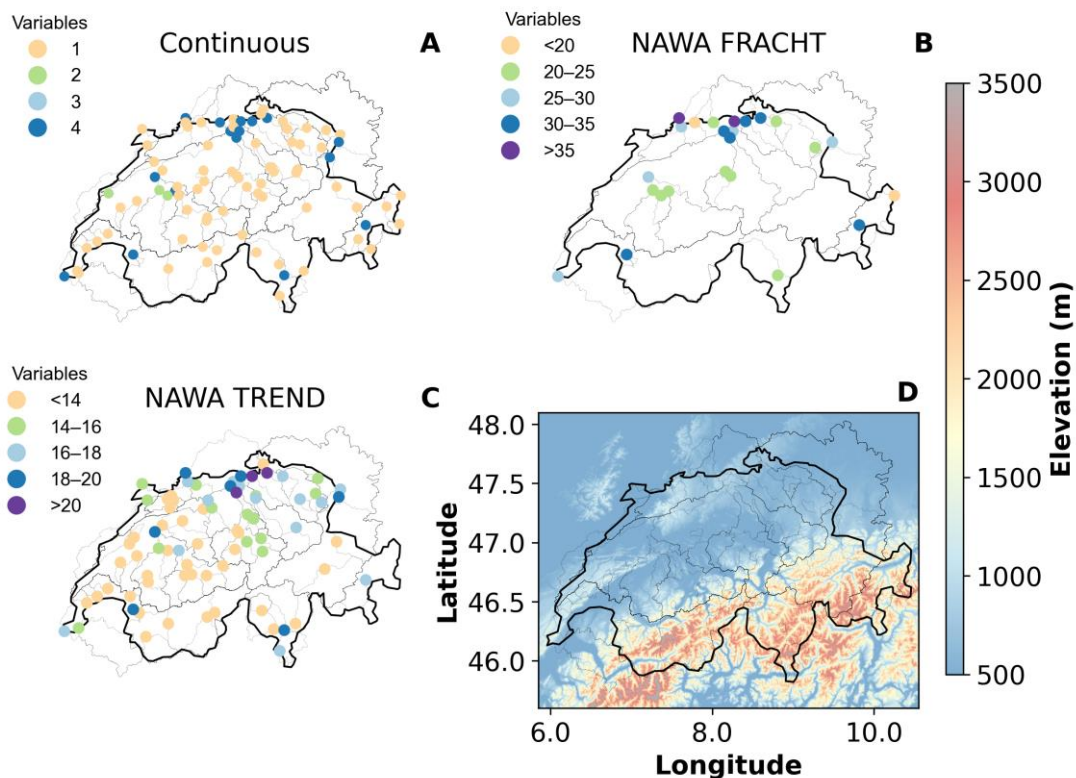 Variables
1
2
3
4
Continuous
A
Variables
<20
20–25
25–30
30–35
>35
NAWA FRACHT
B
Variables
<14
14–16
16–18
18–20
>20
NAWA TREND
C
D
48.0
47.5
47.0
46.5
46.0
Latitude
6.0 8.0 10.0
Longitude
3500
3000
2500
2000
1500
1000
500
Elevation (m)